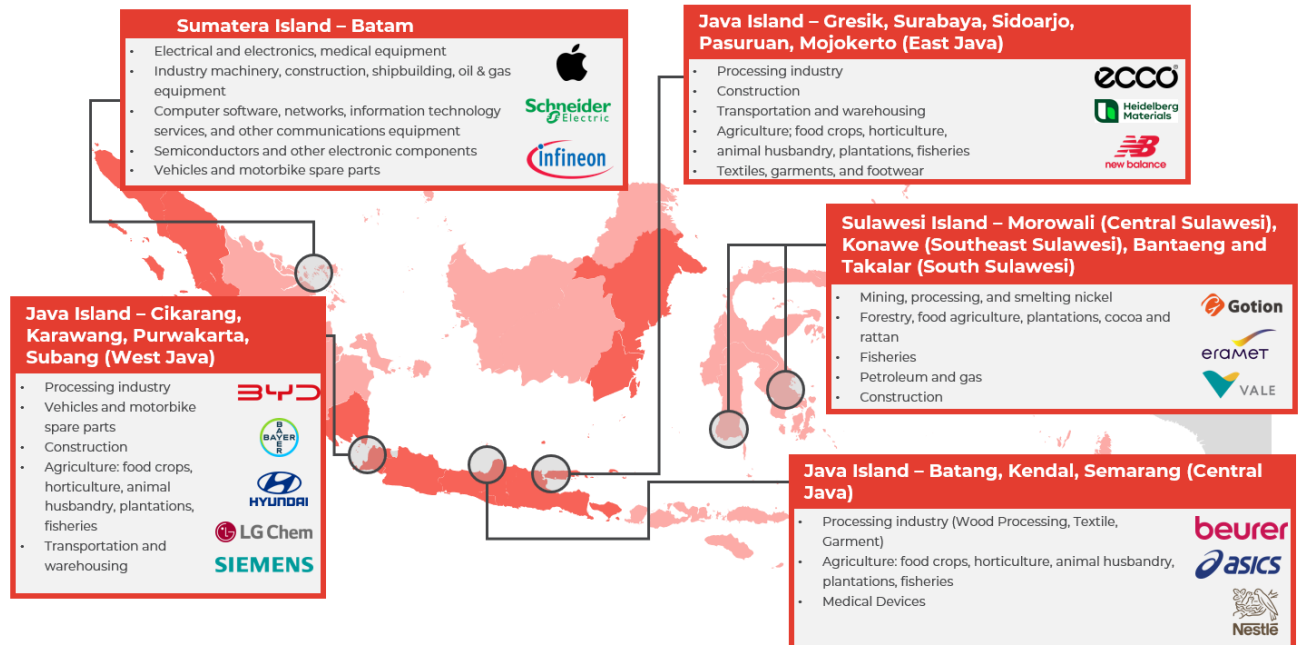 Sumatera Island – Batam
• Electrical and electronics, medical equipment
• Industry machinery, construction, shipbuilding, oil & gas
equipment
• Computer software, networks, information technology
services, and other communications equipment
• Semiconductors and other electronic components
• Vehicles and motorbike spare parts
Schneider
Electric
infineon
Java Island – Gresik, Surabaya, Sidoarjo,
Pasuruan, Mojokerto (East Java)
• Processing industry
• Construction
• Transportation and warehousing
• Agriculture; food crops, horticulture,
• animal husbandry, plantations, fisheries
• Textiles, garments, and footwear
ecco
Heidelberg
Materials
NB
new balance
Sulawesi Island – Morowali (Central Sulawesi),
Konawe (Southeast Sulawesi), Bantaeng and
Takalar (South Sulawesi)
• Mining, processing, and smelting nickel
• Forestry, food agriculture, plantations, cocoa and
rattan
• Fisheries
• Petroleum and gas
• Construction
Gotion
eRAMET
VALE
Java Island – Cikarang,
Karawang, Purwakarta,
Subang (West Java)
• Processing industry
• Vehicles and motorbike
spare parts
• Construction
• Agriculture: food crops,
horticulture, animal
husbandry, plantations,
fisheries
• Transportation and
warehousing
BYD
BAYER
BAYER
HYUNDAI
LG Chem
SIEMENS
Java Island – Batang, Kendal, Semarang (Central
Java)
• Processing industry (Wood Processing, Textile,
Garment)
• Agriculture: food crops, horticulture, animal husbandry,
plantations, fisheries
• Medical Devices
beurer
asics
Nestlé